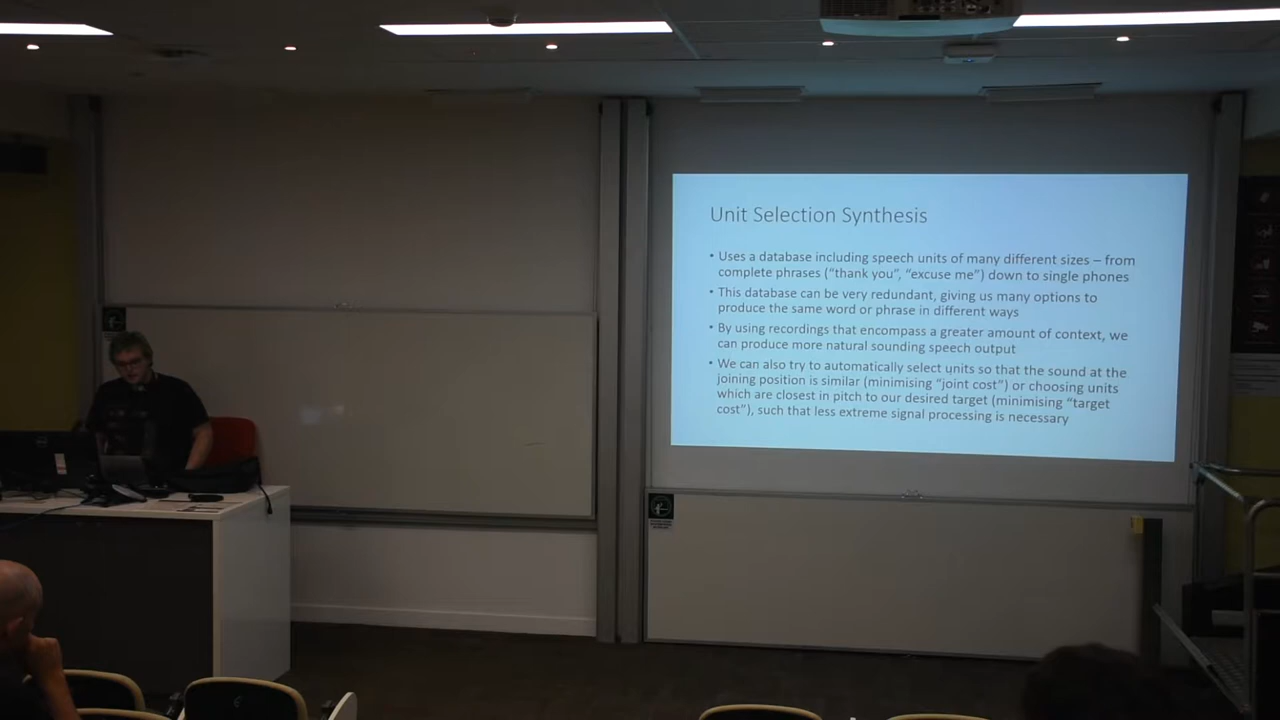 Unit Selection Synthesis
• Uses a database including speech units of many different sizes – from
complete phrases (“thank you”, “excuse me”) down to single phones
• This database can be very redundant, giving us many options to
produce the same word or phrase in different ways
• By using recordings that encompass a greater amount of context, we
can produce more natural sounding speech output
• We can also try to automatically select units so that the sound at the
joining position is similar (minimising “joint cost”) or choosing units
which are closest in pitch to our desired target (minimising “target
cost”), such that less extreme signal processing is necessary